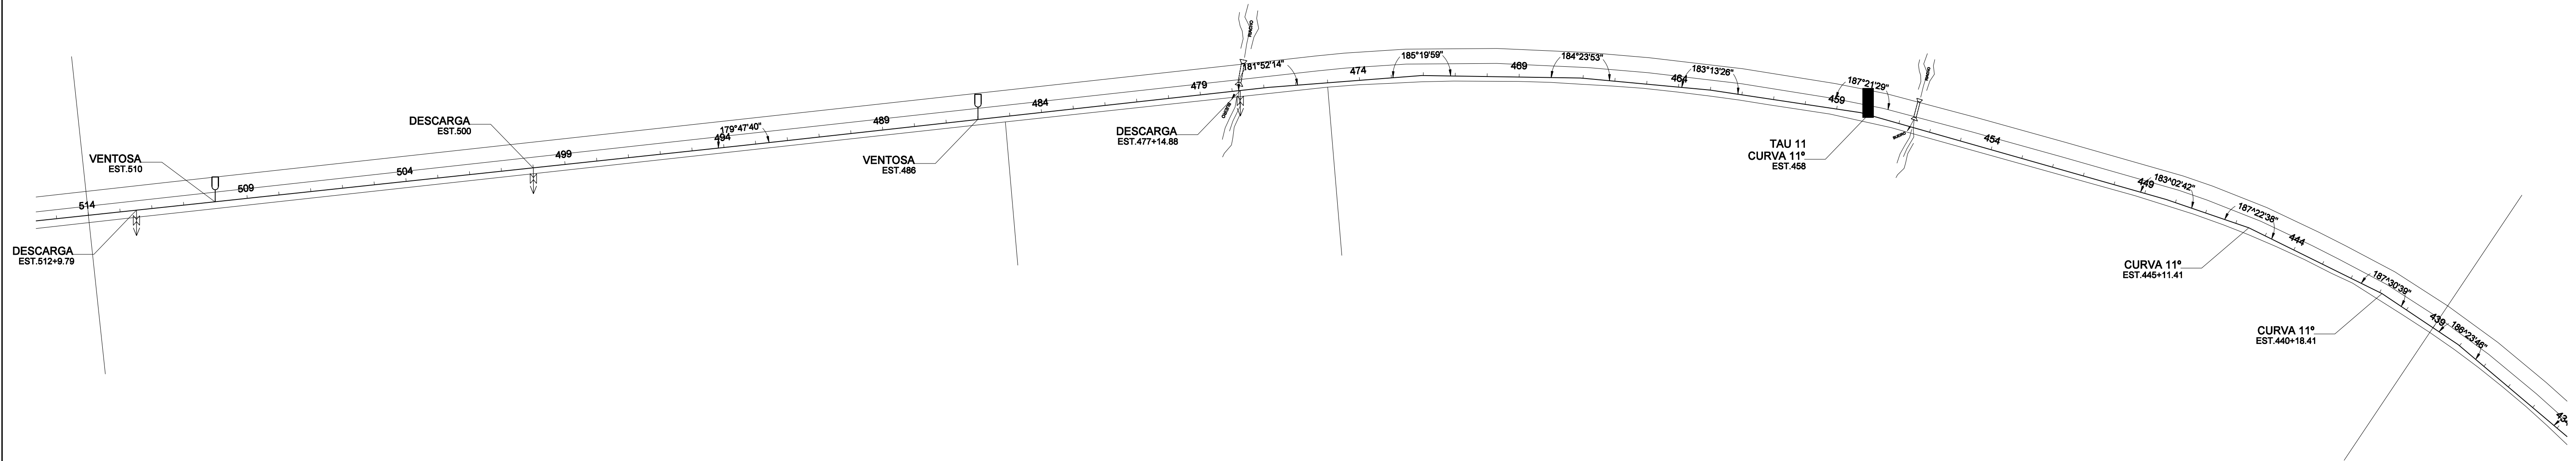 514
DESCARGA
EST.512+9.79
VENTOSA
EST.510
509
504
DESCARGA
EST.500
499
494
179°47'40"
489
VENTOSA
EST.486
484
479
DESCARGA
EST.477+14.88
BUEIRO
181°52'14"
474
185°19'59"
469
184°23'53"
464
183°13'26"
459
187°21'29"
TAU 11
CURVA 11º
EST.458
BUEIRO
454
449
183^02'42"
187^22'38"
CURVA 11º
EST.445+11.41
444
187^30'39"
CURVA 11º
EST.440+18.41
439
186^23'46"